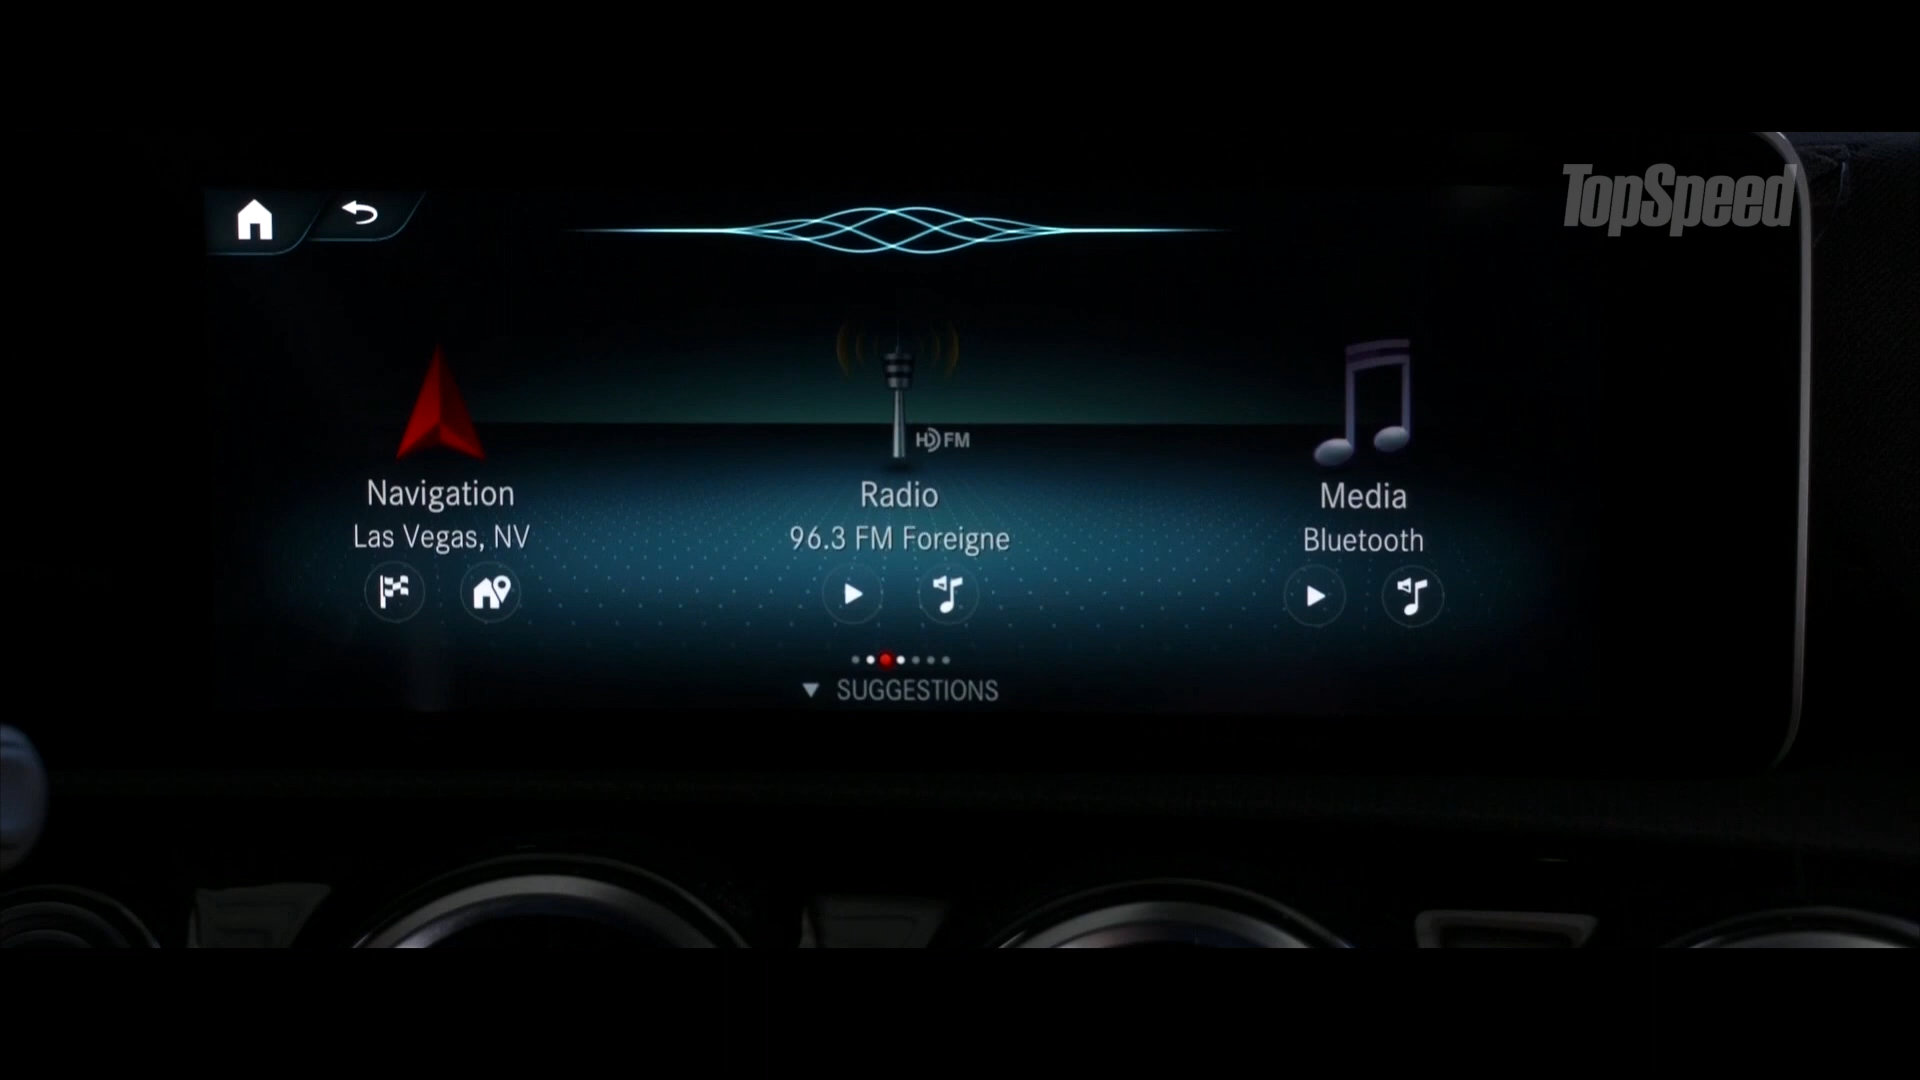 TopSpeed
HD FM
Navigation
Las Vegas, NV
Radio
96.3 FM Foreigne
Media
Bluetooth
SUGGESTIONS